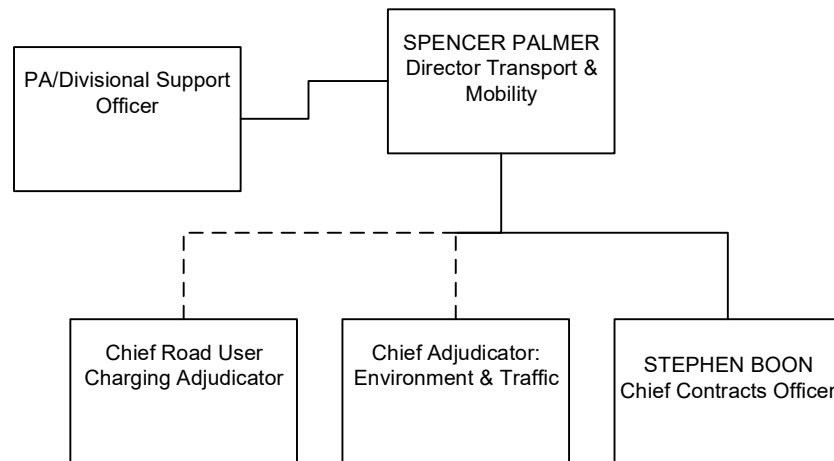 SPENCER PALMER
Director Transport &
Mobility
PA/Divisional Support
Officer
Chief Road User
Charging Adjudicator
Chief Adjudicator:
Environment & Traffic
STEPHEN BOON
Chief Contracts Officer